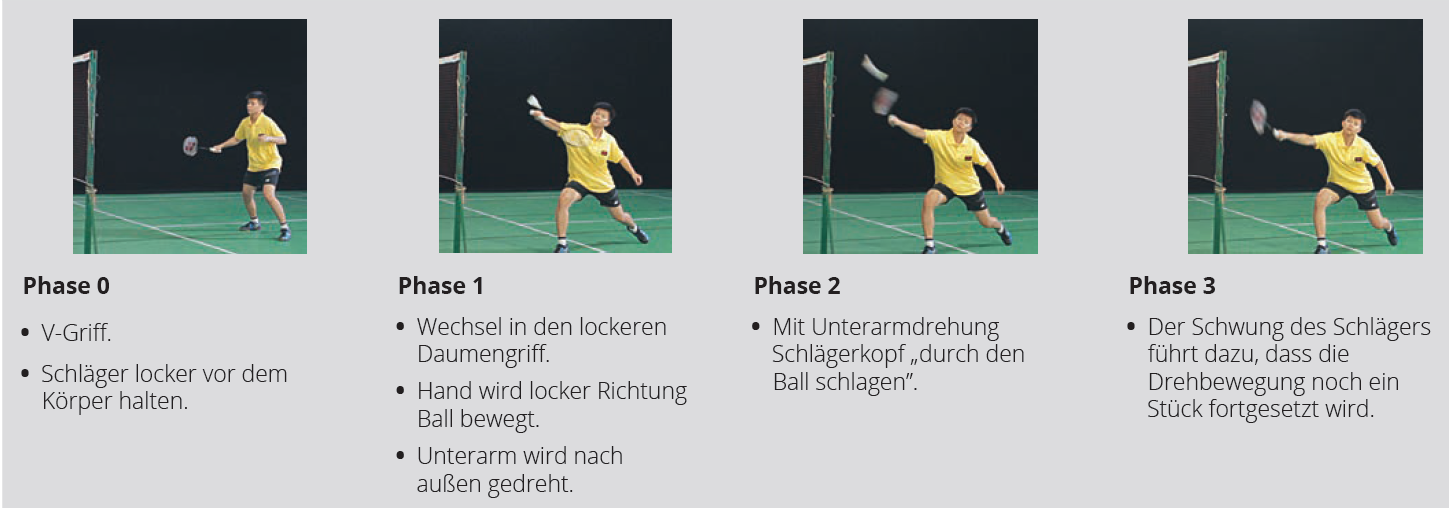 Phase 0
• V-Griff.
• Schläger locker vor dem
Körper halten.
Phase 1
• Wechsel in den lockeren
Daumengriff.
• Hand wird locker Richtung
Ball bewegt.
• Unterarm wird nach
außen gedreht.
Phase 2
• Mit Unterarmdrehung
Schlägerkopf „durch den
Ball schlagen”.
Phase 3
• Der Schwung des Schlägers
führt dazu, dass die
Drehbewegung noch ein
Stück fortgesetzt wird.